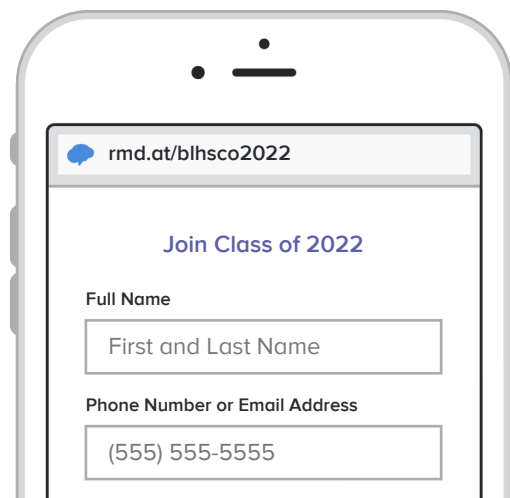 rmd.at/blhsco2022
Join Class of 2022
Full Name
First and Last Name
Phone Number or Email Address
(555) 555-5555